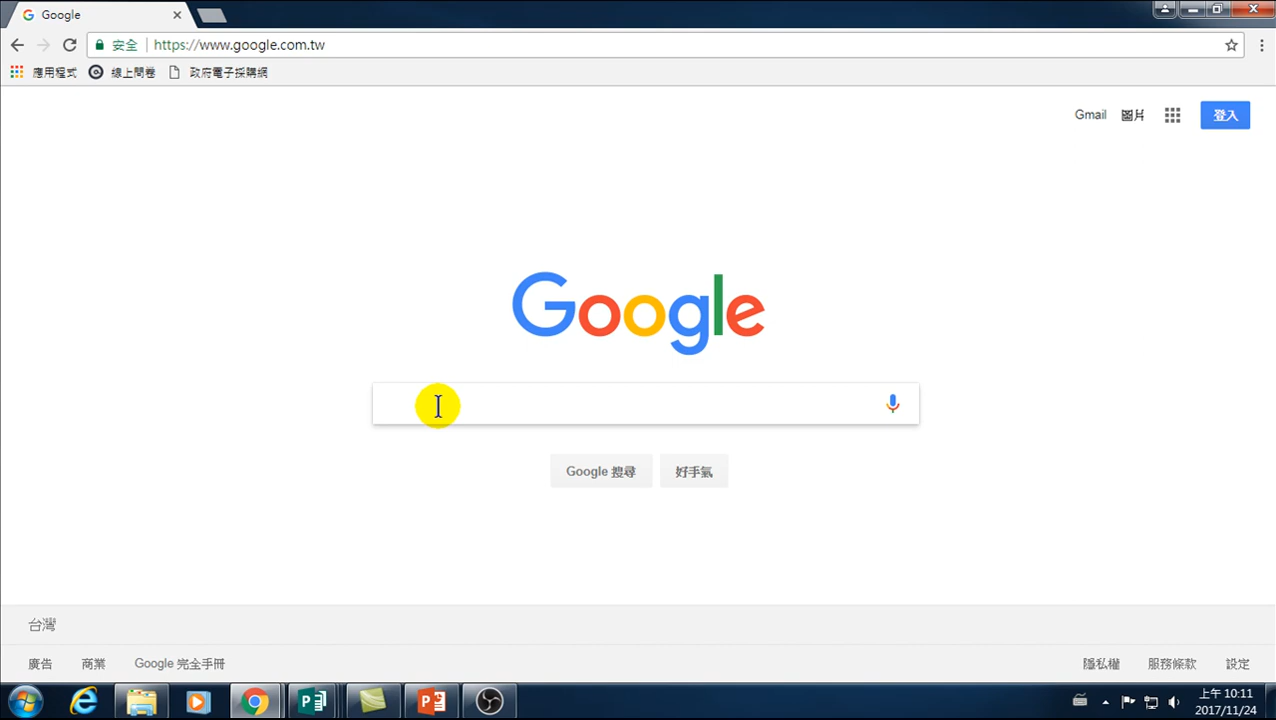 Google
安全 https://www.google.com.tw
應用程式 線上問卷 政府電子採購網
Gmail 圖片 登入
Google
Google 搜尋 好手氣
台灣
廣告 商業 Google 完全手冊 隱私權 服務條款 設定
上午 10:11
2017/11/24